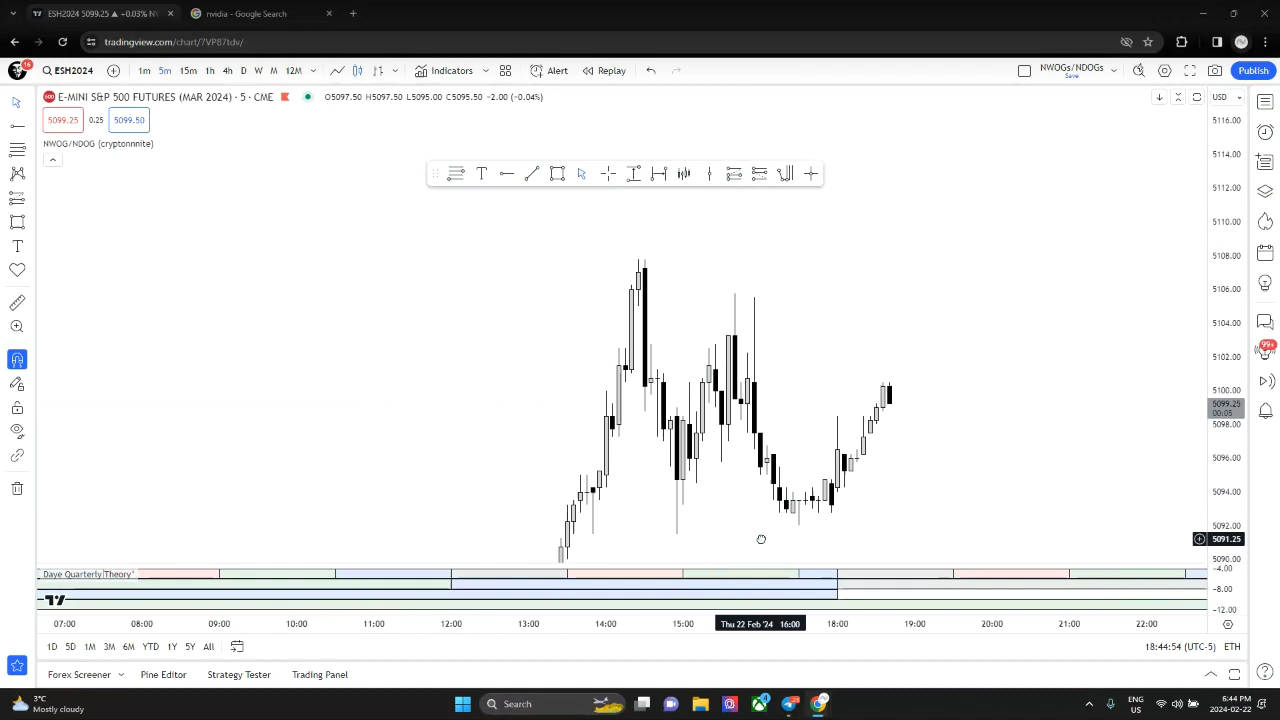 ESH2024 5099.25 ▲ +0.03% NW
nvidia - Google Search
tradingview.com/chart/7VP87tdv/
16
ESH2024
1m 5m 15m 1h 4h D W M 12M
Indicators
Alert
Replay
NWOGs/NDOGs
Save
Publish
E-MINI S&P 500 FUTURES (MAR 2024) · 5 · CME
O5097.50 H5097.50 L5095.00 C5095.50 −2.00 (−0.04%)
USD
5099.25 0.25 5099.50
NWOG/NDOG (cryptonnnite)
5116.00
5114.00
5112.00
5110.00
5108.00
5106.00
5104.00
5102.00
5100.00
5099.25
00:05
5098.00
5096.00
5094.00
5092.00
5091.25
5090.00
99+
Daye Quarterly Theory°
−4.00
−8.00
−12.00
07:00 08:00 09:00 10:00 11:00 12:00 13:00 14:00 15:00 Thu 22 Feb '24 16:00 18:00 19:00 20:00 21:00 22:00
1D 5D 1M 3M 6M YTD 1Y 5Y All
18:44:54 (UTC-5) ETH
Forex Screener Pine Editor Strategy Tester Trading Panel
3°C
Mostly cloudy
Search
ENG
US
6:44 PM
2024-02-22